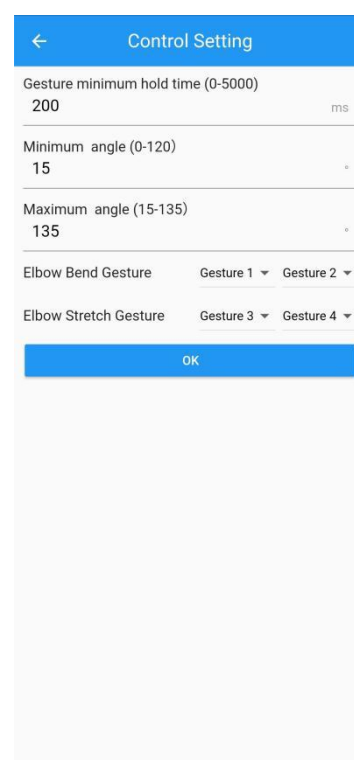 Control Setting
Gesture minimum hold time (0-5000)
200 ms
Minimum angle (0-120)
15 °
Maximum angle (15-135)
135 °
Elbow Bend Gesture Gesture 1 Gesture 2
Elbow Stretch Gesture Gesture 3 Gesture 4
OK